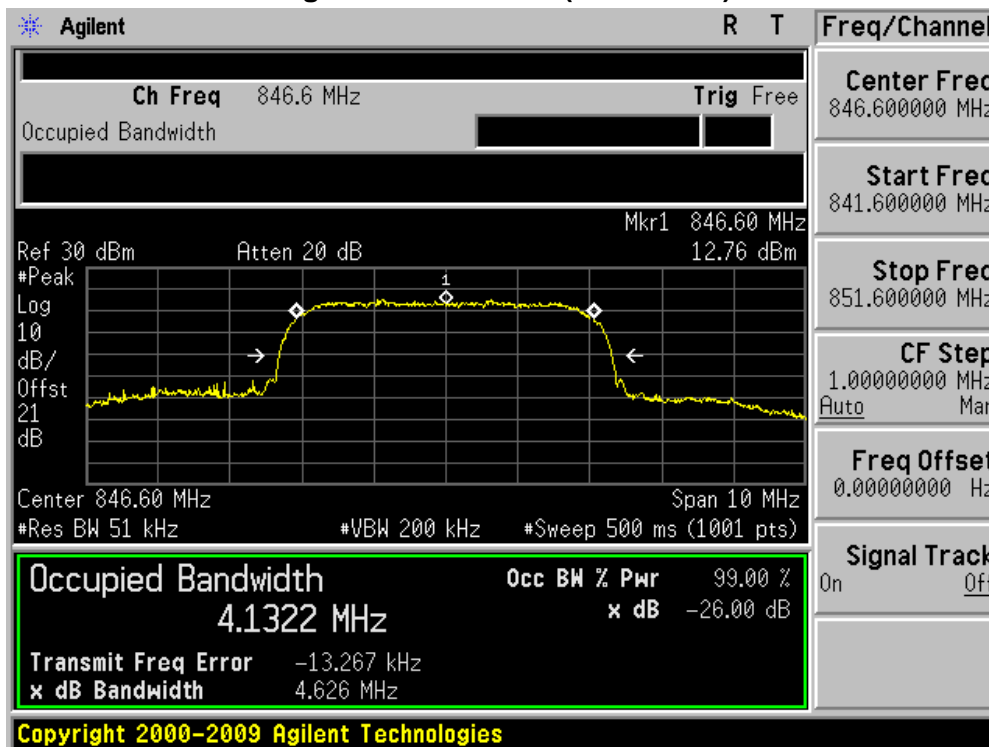 Agilent R T Freq/Channel
Ch Freq 846.6 MHz Trig Free
Occupied Bandwidth
Center Freq
846.600000 MHz
Start Freq
841.600000 MHz
Stop Freq
851.600000 MHz
CF Step
1.00000000 MHz
Auto Man
Freq Offset
0.00000000 Hz
Signal Track
On Off
Mkr1 846.60 MHz
Ref 30 dBm Atten 20 dB 12.76 dBm
#Peak
Log
10
dB/
Offst
21
dB
1
Center 846.60 MHz Span 10 MHz
#Res BW 51 kHz #VBW 200 kHz #Sweep 500 ms (1001 pts)
Occupied Bandwidth Occ BW % Pwr 99.00 %
4.1322 MHz x dB -26.00 dB
Transmit Freq Error -13.267 kHz
x dB Bandwidth 4.626 MHz
Copyright 2000-2009 Agilent Technologies